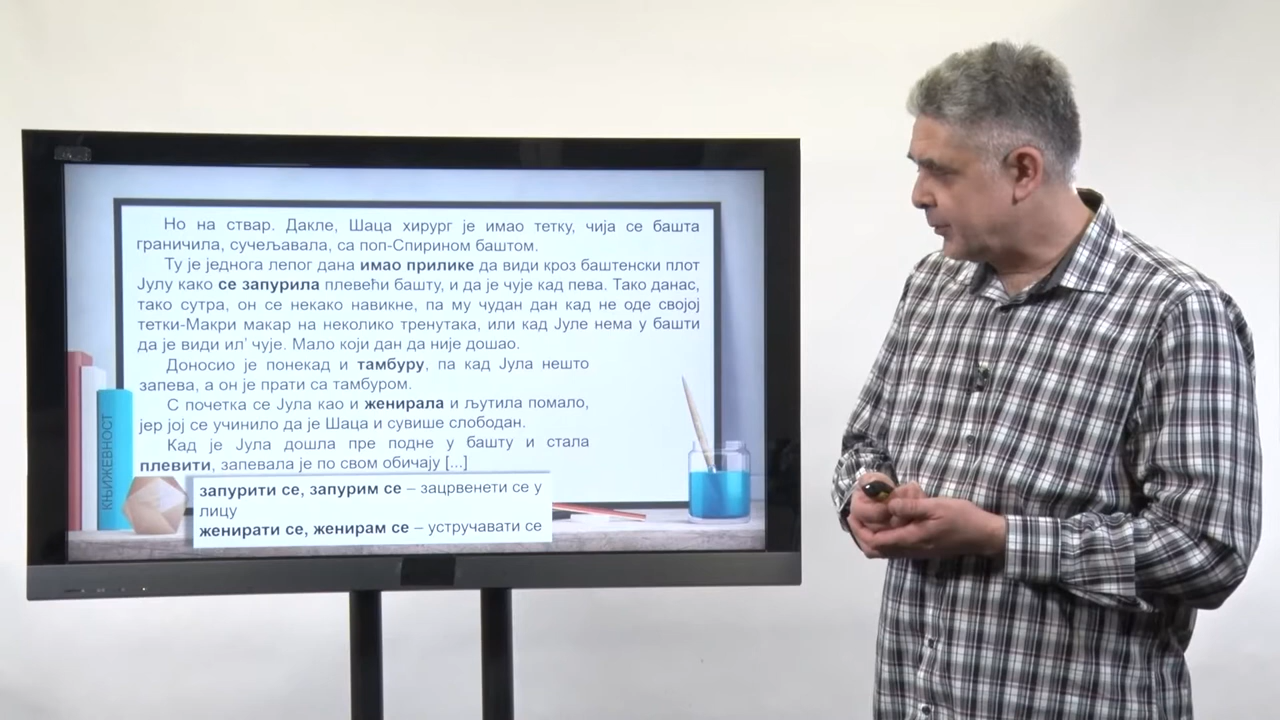 Но на ствар. Дакле, Шаца хирург је имао тетку, чија се башта
граничила, сучељавала, са поп-Спирином баштом.
Ту је једнога лепог дана имао прилике да види кроз баштенски плот
Јулу како се запурила плевећи башту, и да је чује кад пева. Тако данас,
тако сутра, он се некако навикне, па му чудан дан кад не оде својој
тетки-Макри макар на неколико тренутака, или кад Јуле нема у башти
да је види ил’ чује. Мало који дан да није дошао.
Доносио је понекад и тамбуру, па кад Јула нешто
запева, а он је прати са тамбуром.
С почетка се Јула као и женирала и љутила помало,
јер јој се учинило да је Шаца и сувише слободан.
Кад је Јула дошла пре подне у башту и стала
плевити, запевала је по свом обичају [...]
КЊИЖЕВНОСТ
запурити се, запурим се – зацрвенети се у
лицу
женирати се, женирам се – устручавати се